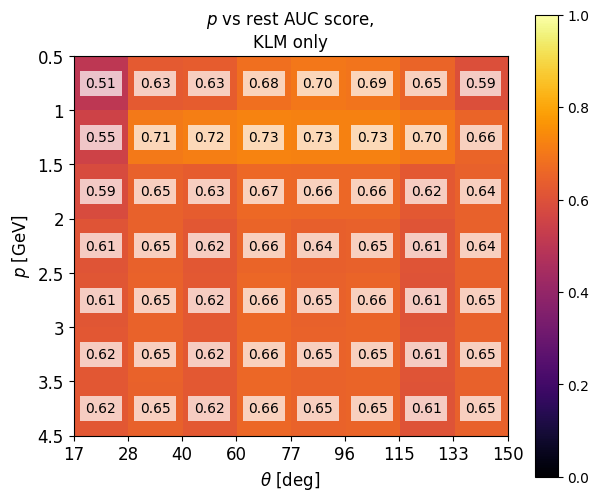 p vs rest AUC score,
KLM only
0.5
0.51 0.63 0.63 0.68 0.70 0.69 0.65 0.59
1
0.55 0.71 0.72 0.73 0.73 0.73 0.70 0.66
1.5
0.59 0.65 0.63 0.67 0.66 0.66 0.62 0.64
2
0.61 0.65 0.62 0.66 0.64 0.65 0.61 0.64
2.5
0.61 0.65 0.62 0.66 0.65 0.66 0.61 0.65
3
0.62 0.65 0.62 0.66 0.65 0.65 0.61 0.65
3.5
0.62 0.65 0.62 0.66 0.65 0.65 0.61 0.65
4.5
p [GeV]
17 28 40 60 77 96 115 133 150
θ [deg]
1.0
0.8
0.6
0.4
0.2
0.0